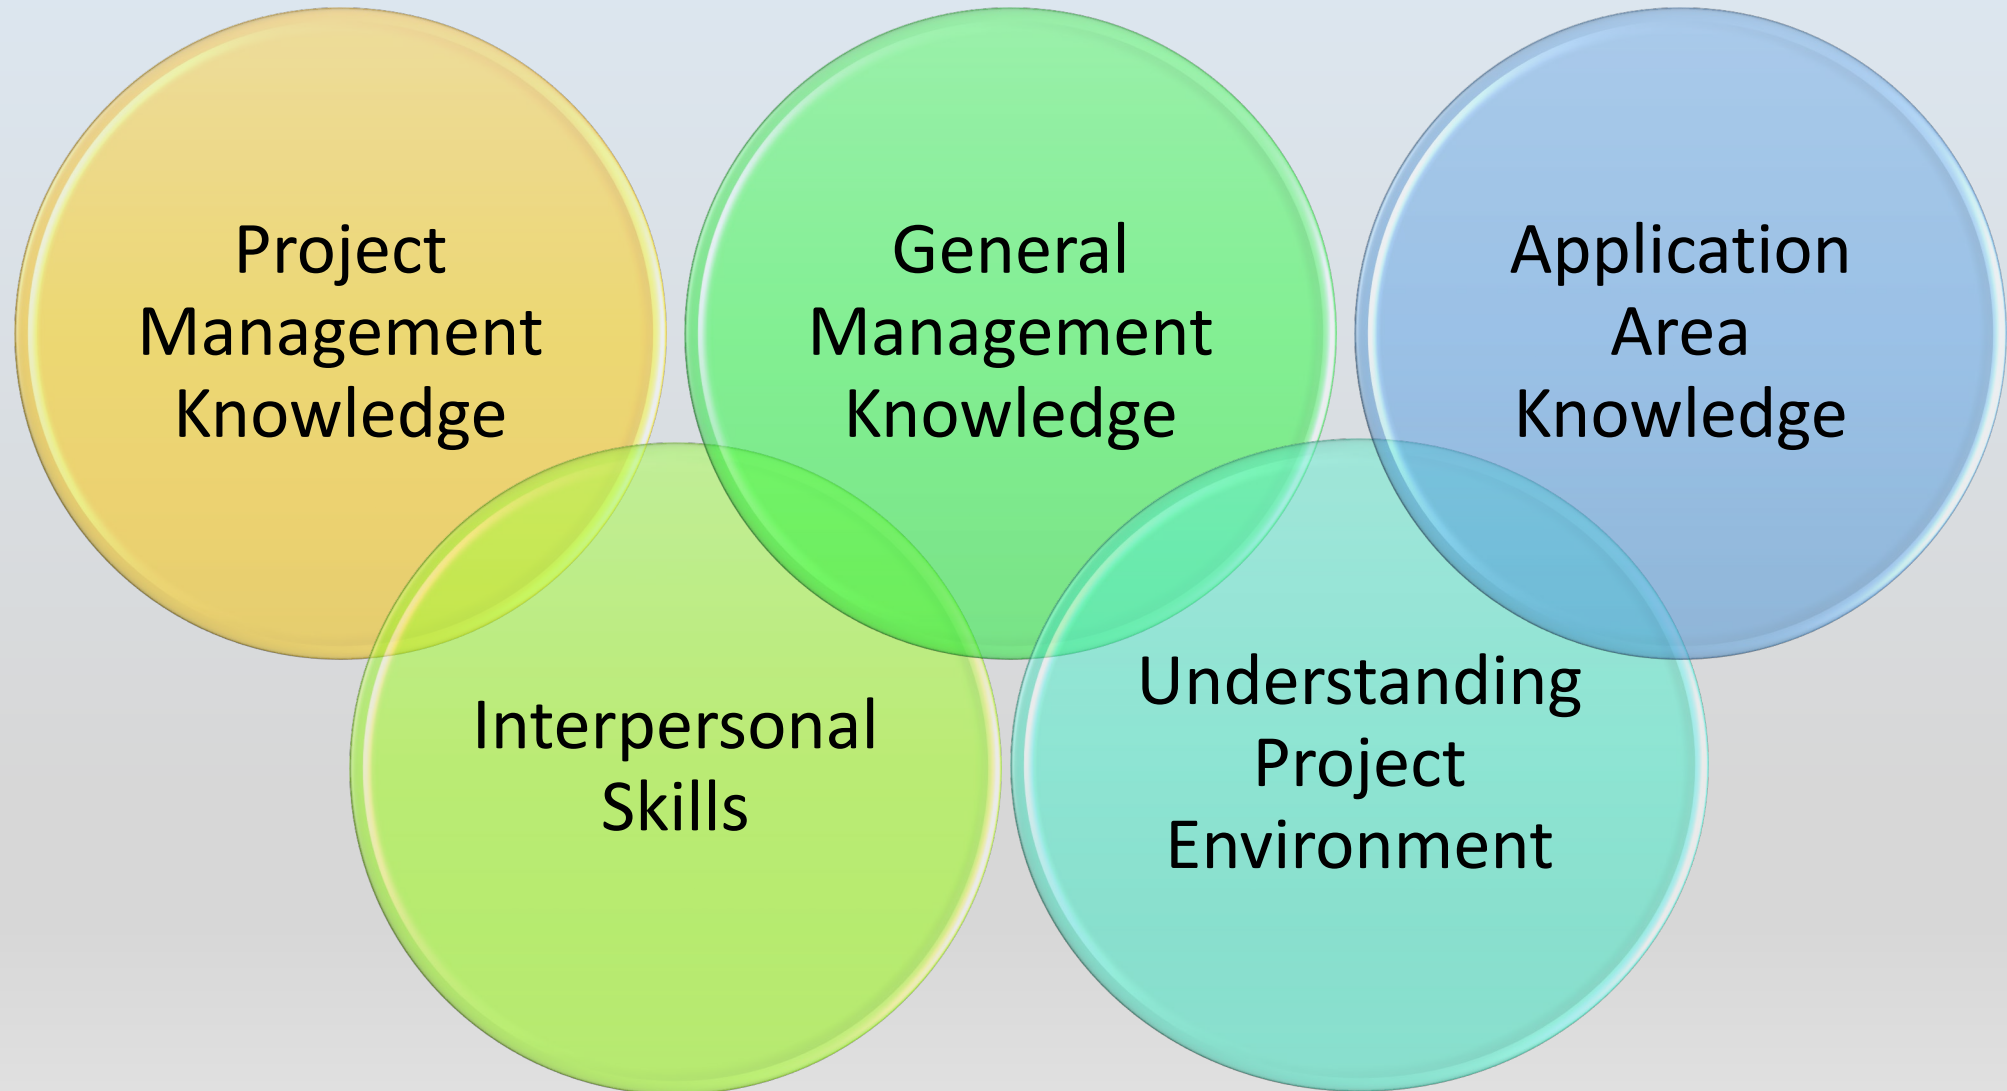 Project
Management
Knowledge
General
Management
Knowledge
Application
Area
Knowledge
Interpersonal
Skills
Understanding
Project
Environment